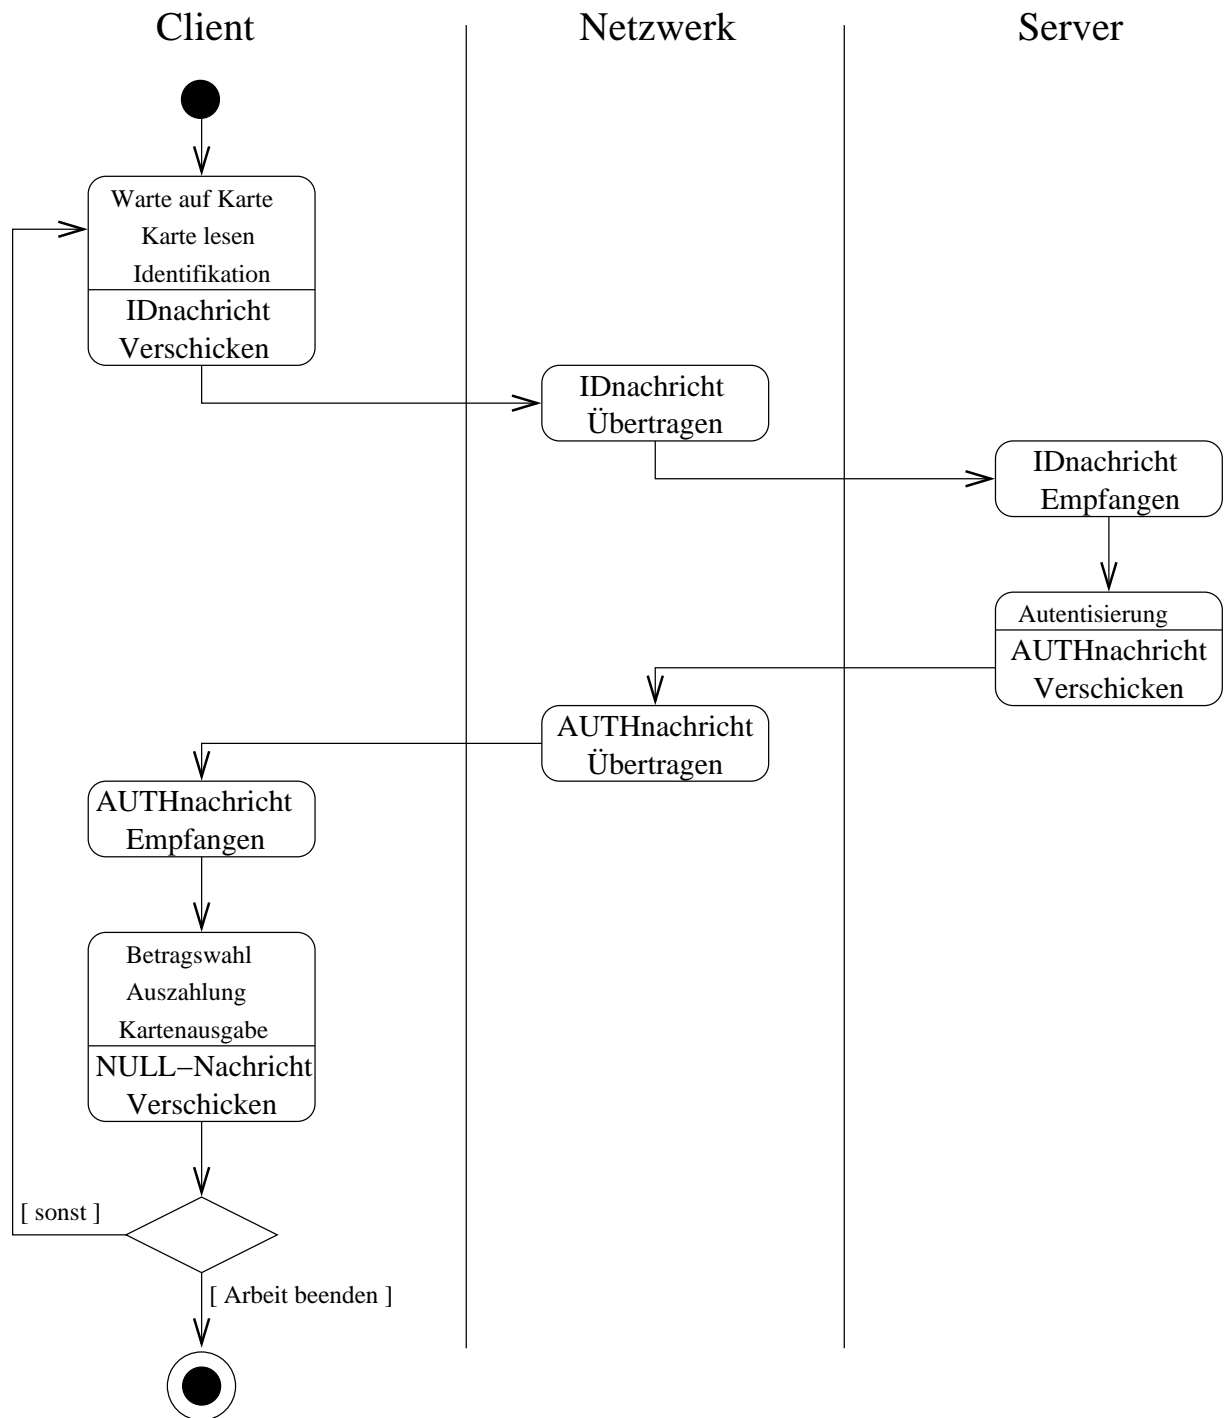 Client
Netzwerk
Server
Warte auf Karte
Karte lesen
Identifikation
IDnachricht
Verschicken
IDnachricht
Übertragen
IDnachricht
Empfangen
Autentisierung
AUTHnachricht
Verschicken
AUTHnachricht
Übertragen
AUTHnachricht
Empfangen
Betragswahl
Auszahlung
Kartenausgabe
NULL−Nachricht
Verschicken
[ sonst ]
[ Arbeit beenden ]